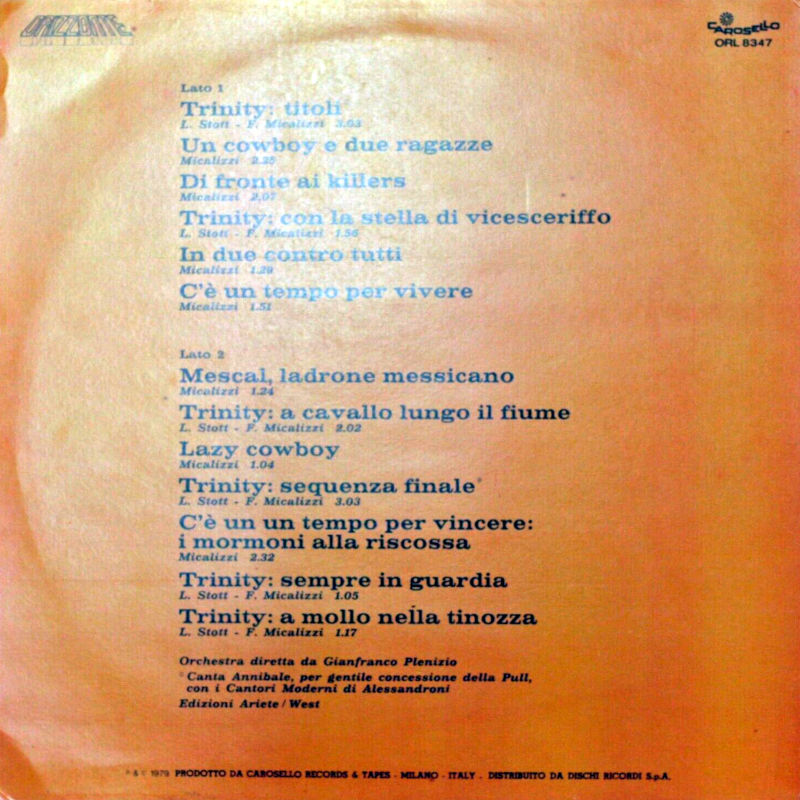 ORIZZONTE
CAROSELLO
ORL 8347
Lato 1
Trinity: titoli
L. Stott - F. Micalizzi 3.03
Un cowboy e due ragazze
Micalizzi 2.25
Di fronte ai killers
Micalizzi 2.07
Trinity: con la stella di vicesceriffo
L. Stott - F. Micalizzi 1.56
In due contro tutti
Micalizzi 1.29
C'è un tempo per vivere
Micalizzi 1.51
Lato 2
Mescal, ladrone messicano
Micalizzi 1.24
Trinity: a cavallo lungo il fiume
L. Stott - F. Micalizzi 2.02
Lazy cowboy
Micalizzi 1.04
Trinity: sequenza finale*
L. Stott - F. Micalizzi 3.03
C'è un un tempo per vincere:
i mormoni alla riscossa
Micalizzi 2.32
Trinity: sempre in guardia
L. Stott - F. Micalizzi 1.05
Trinity: a mollo nella tinozza
L. Stott - F. Micalizzi 1.17
Orchestra diretta da Gianfranco Plenizio
* Canta Annibale, per gentile concessione della Pull,
con i Cantori Moderni di Alessandroni
Edizioni Ariete / West
℗ & © 1979 PRODOTTO DA CAROSELLO RECORDS & TAPES - MILANO - ITALY - DISTRIBUITO DA DISCHI RICORDI S.p.A.